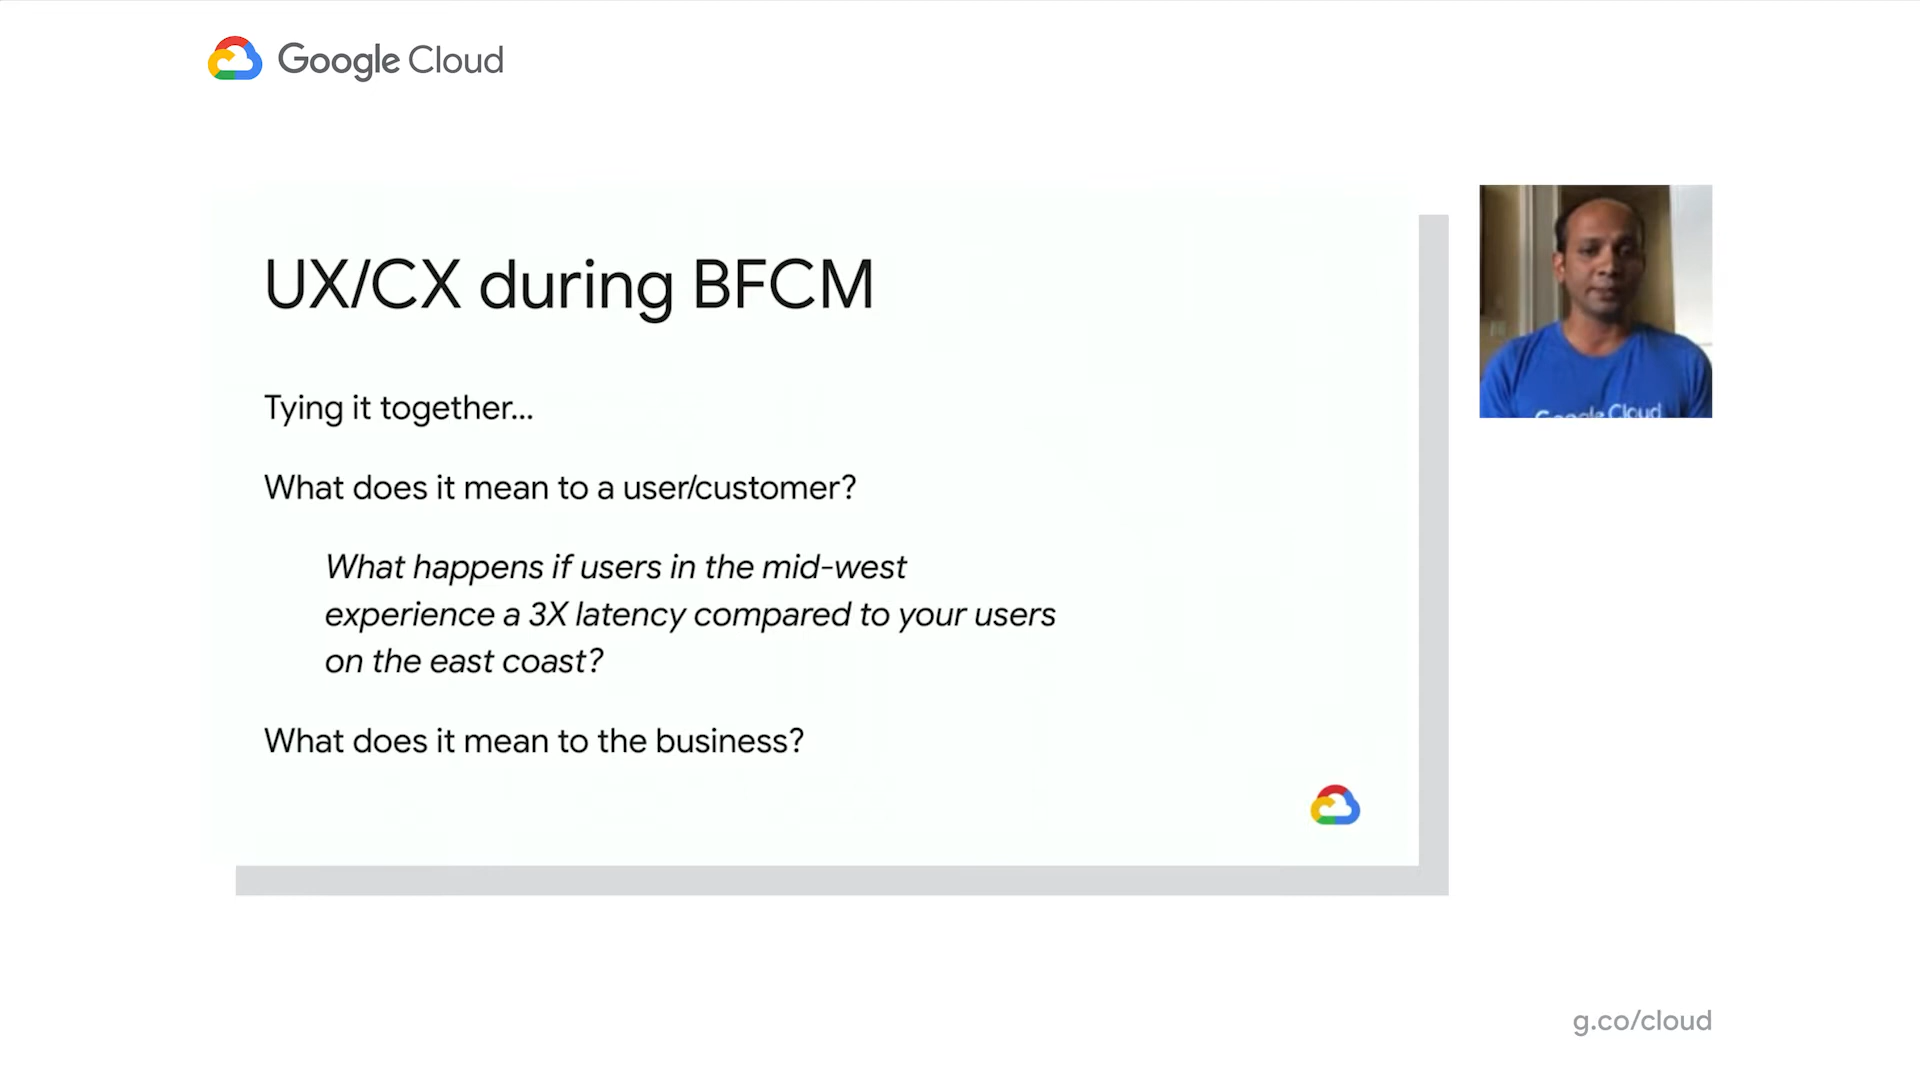 Google Cloud
UX/CX during BFCM
Tying it together...
What does it mean to a user/customer?
What happens if users in the mid-west
experience a 3X latency compared to your users
on the east coast?
What does it mean to the business?
Google Cloud
g.co/cloud